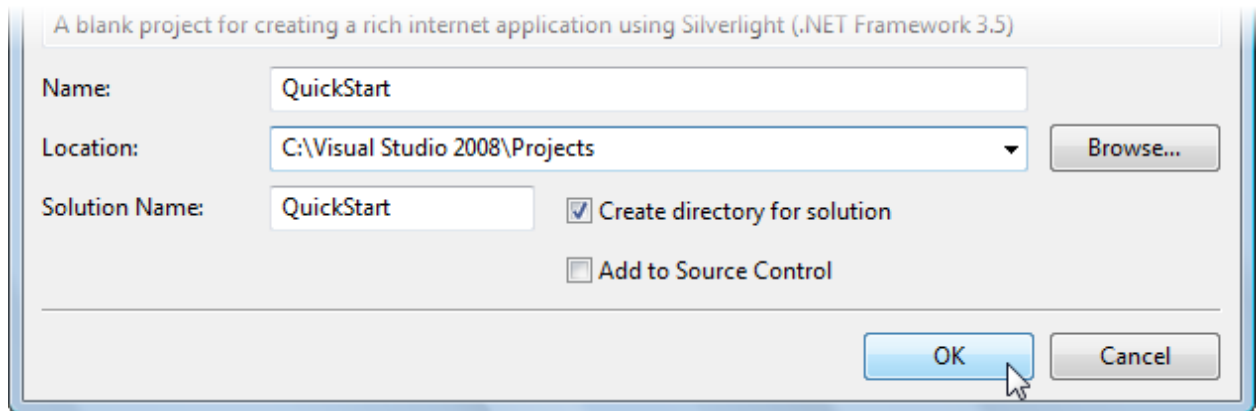 A blank project for creating a rich internet application using Silverlight (.NET Framework 3.5)
Name: QuickStart
Location: C:\Visual Studio 2008\Projects Browse...
Solution Name: QuickStart Create directory for solution
Add to Source Control
OK Cancel